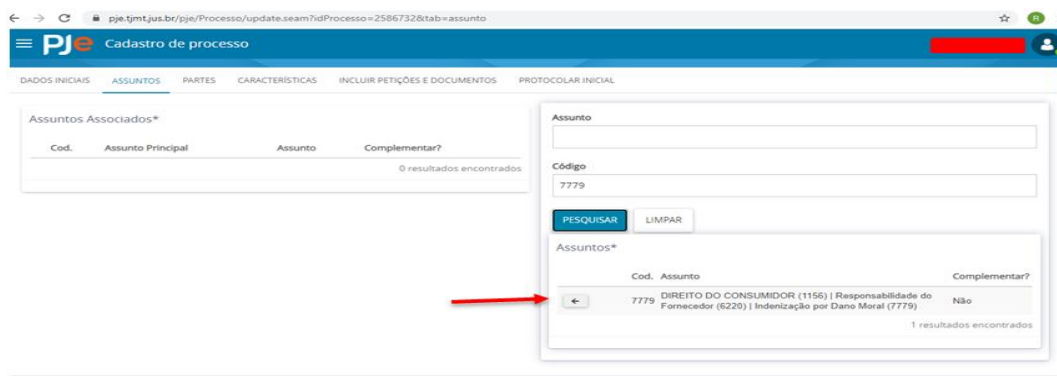 pje.tjmt.jus.br/pje/Processo/update.seam?idProcesso=2586732&tab=assunto
R
PJe Cadastro de processo
DADOS INICIAIS ASSUNTOS PARTES CARACTERÍSTICAS INCLUIR PETIÇÕES E DOCUMENTOS PROTOCOLAR INICIAL
Assuntos Associados*
Cod. Assunto Principal Assunto Complementar?
0 resultados encontrados
Assunto
Código
7779
PESQUISAR LIMPAR
Assuntos*
Cod. Assunto Complementar?
7779 DIREITO DO CONSUMIDOR (1156) | Responsabilidade do Não
Fornecedor (6220) | Indenização por Dano Moral (7779)
1 resultados encontrados